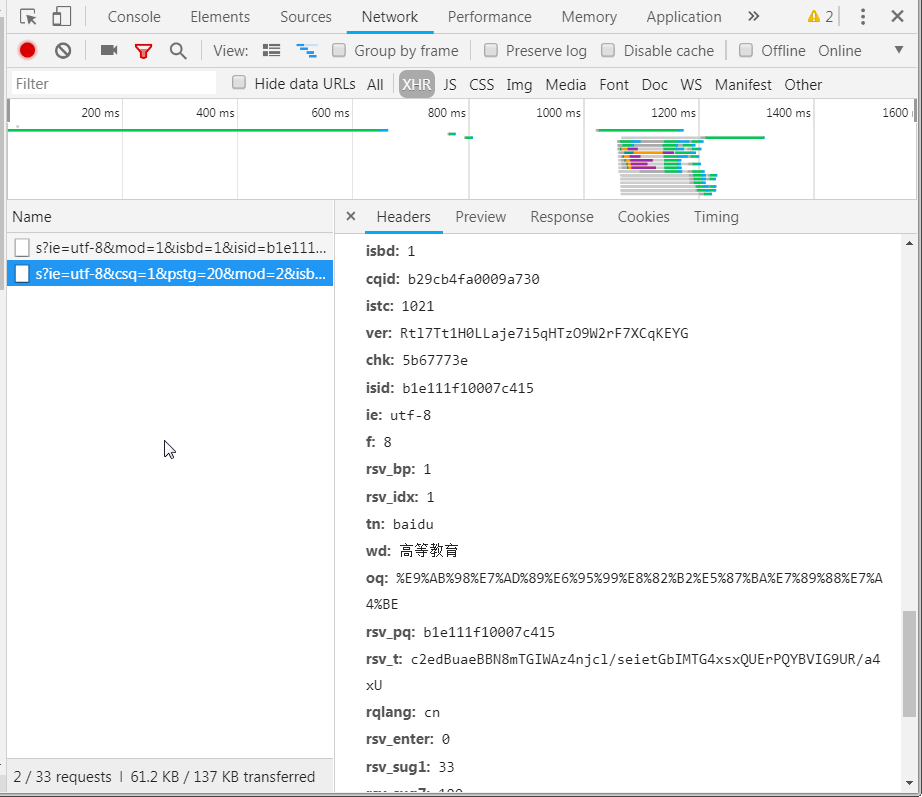 Console Elements Sources Network Performance Memory Application » 2
View: Group by frame Preserve log Disable cache Offline Online
Filter Hide data URLs All XHR JS CSS Img Media Font Doc WS Manifest Other
200 ms 400 ms 600 ms 800 ms 1000 ms 1200 ms 1400 ms 1600
Name
s?ie=utf-8&mod=1&isbd=1&isid=b1e111...
s?ie=utf-8&csq=1&pstg=20&mod=2&isb...
× Headers Preview Response Cookies Timing
isbd: 1
cqid: b29cb4fa0009a730
istc: 1021
ver: Rtl7Tt1H0LLaje7i5qHTzO9W2rF7XCqKEYG
chk: 5b67773e
isid: b1e111f10007c415
ie: utf-8
f: 8
rsv_bp: 1
rsv_idx: 1
tn: baidu
wd: 高等教育
oq: %E9%AB%98%E7%AD%89%E6%95%99%E8%82%B2%E5%87%BA%E7%89%88%E7%A
4%BE
rsv_pq: b1e111f10007c415
rsv_t: c2edBuaeBBN8mTGIWAz4njcl/seietGbIMTG4xsxQUErPQYBVIG9UR/a4
xU
rqlang: cn
rsv_enter: 0
rsv_sug1: 33
2 / 33 requests | 61.2 KB / 137 KB transferred